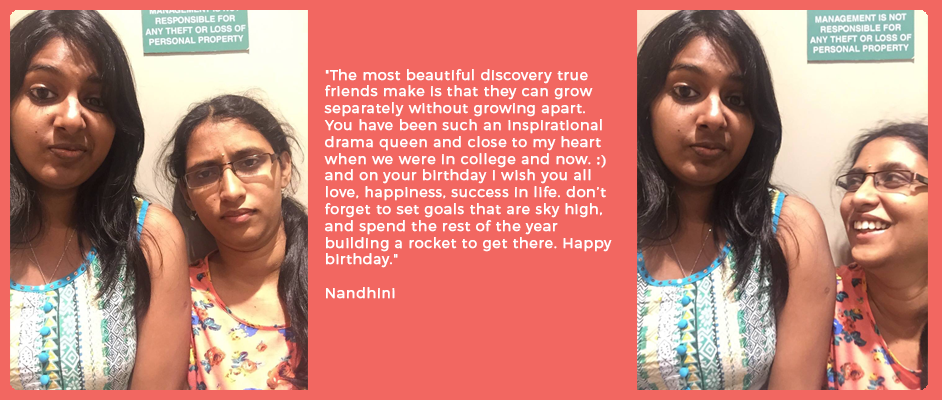 MANAGEMENT IS NOT
RESPONSIBLE FOR
ANY THEFT OR LOSS OF
PERSONAL PROPERTY
"The most beautiful discovery true
friends make is that they can grow
separately without growing apart.
You have been such an inspirational
drama queen and close to my heart
when we were in college and now. :)
and on your birthday i wish you all
love, happiness, success in life. don't
forget to set goals that are sky high,
and spend the rest of the year
building a rocket to get there. Happy
birthday."
Nandhini
MANAGEMENT IS NOT
RESPONSIBLE FOR
ANY THEFT OR LOSS OF
PERSONAL PROPERTY